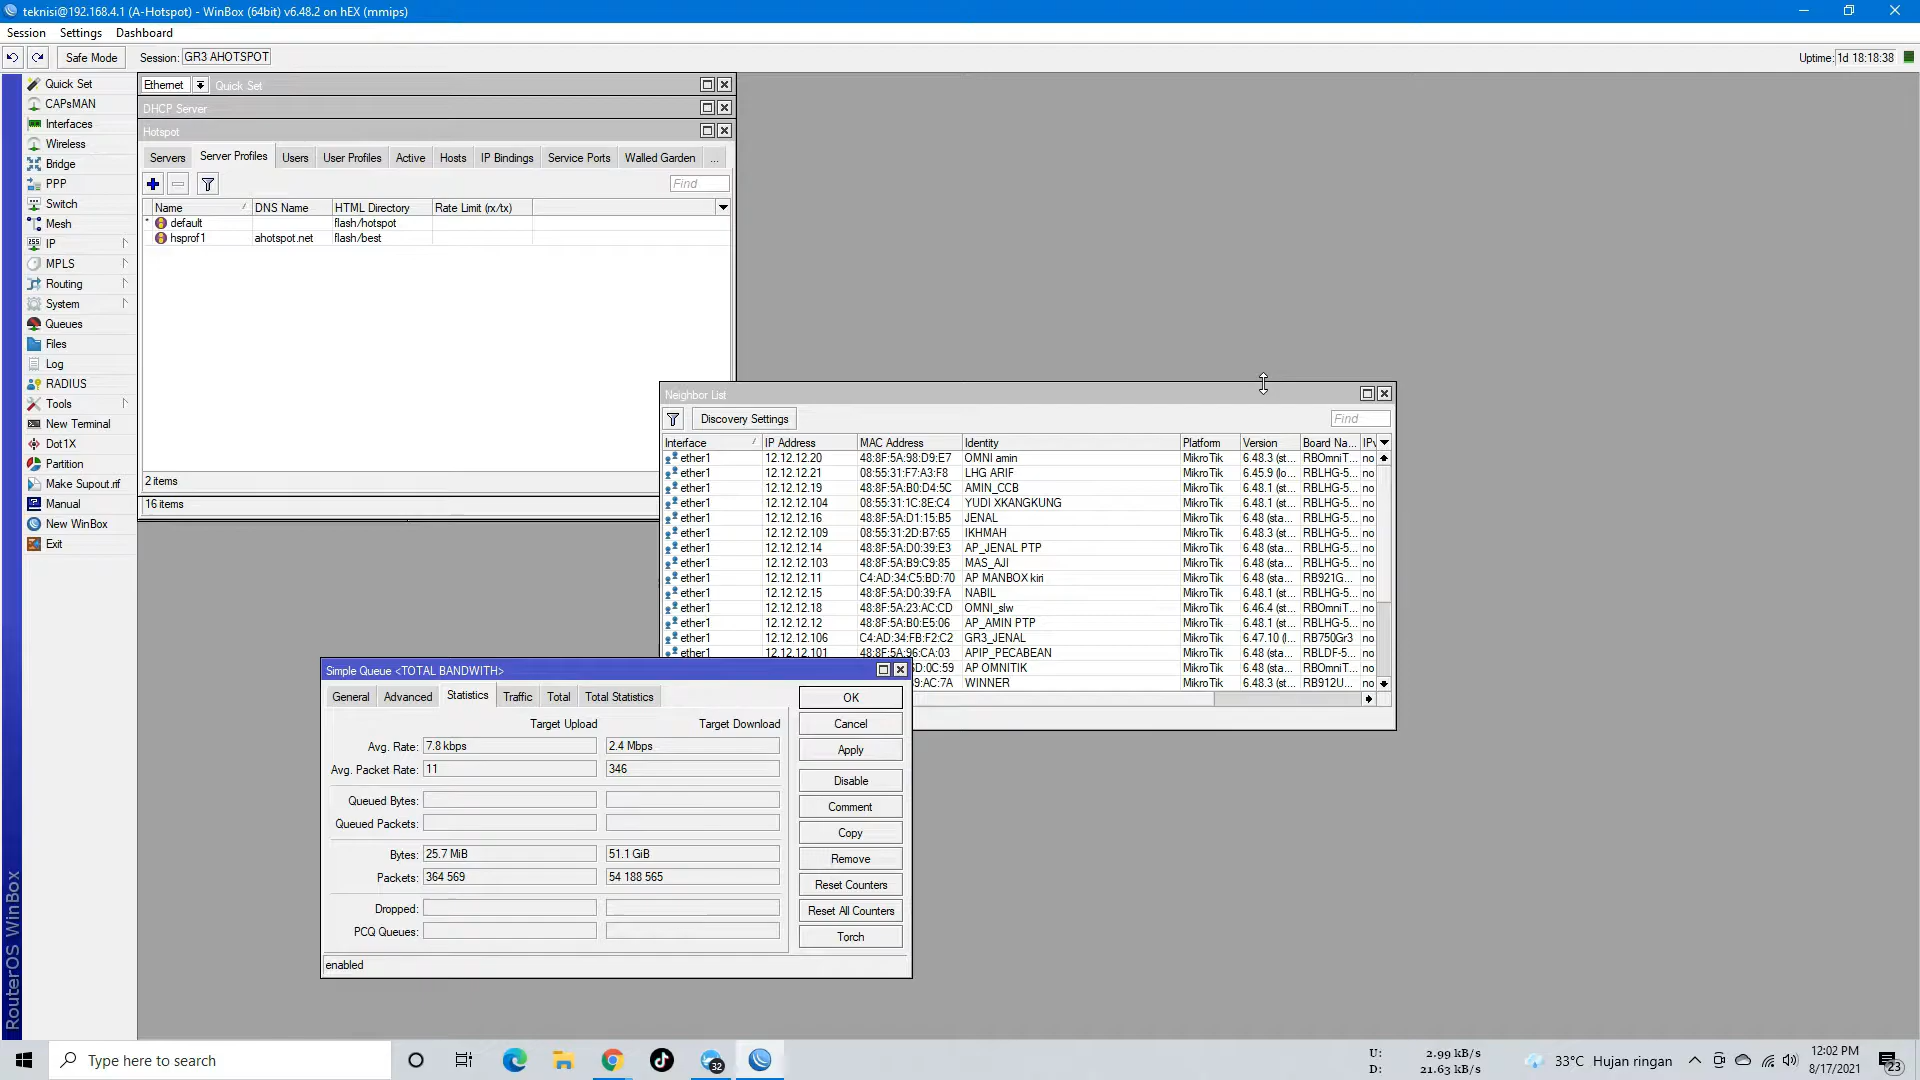 teknisi@192.168.4.1 (A-Hotspot) - WinBox (64bit) v6.48.2 on hEX (mmips)
Session Settings Dashboard
Safe Mode Session: GR3 AHOTSPOT Uptime: 1d 18:18:38
Quick Set
CAPsMAN
Interfaces
Wireless
Bridge
PPP
Switch
Mesh
IP
MPLS
Routing
System
Queues
Files
Log
RADIUS
Tools
New Terminal
Dot1X
Partition
Make Supout.rif
Manual
New WinBox
Exit
RouterOS WinBox
Ethernet Quick Set
DHCP Server
Hotspot
Servers Server Profiles Users User Profiles Active Hosts IP Bindings Service Ports Walled Garden ...
Find
Name / DNS Name HTML Directory Rate Limit (rx/tx)
* default flash/hotspot
hsprof1 ahotspot.net flash/best
2 items
16 items
Neighbor List
Discovery Settings Find
Interface / IP Address MAC Address Identity Platform Version Board Na... IPv
ether1 12.12.12.20 48:8F:5A:98:D9:E7 OMNI amin MikroTik 6.48.3 (st... RBOmniT... no
ether1 12.12.12.21 08:55:31:F7:A3:F8 LHG ARIF MikroTik 6.45.9 (lo... RBLHG-5... no
ether1 12.12.12.19 48:8F:5A:B0:D4:5C AMIN_CCB MikroTik 6.48.1 (st... RBLHG-5... no
ether1 12.12.12.104 08:55:31:1C:8E:C4 YUDI XKANGKUNG MikroTik 6.48.1 (st... RBLHG-5... no
ether1 12.12.12.16 48:8F:5A:D1:15:B5 JENAL MikroTik 6.48 (sta... RBLHG-5... no
ether1 12.12.12.109 08:55:31:2D:B7:65 IKHMAH MikroTik 6.48.3 (st... RBLHG-5... no
ether1 12.12.12.14 48:8F:5A:D0:39:E3 AP_JENAL PTP MikroTik 6.48 (sta... RBLHG-5... no
ether1 12.12.12.103 48:8F:5A:B9:C9:85 MAS_AJI MikroTik 6.48 (sta... RBLHG-5... no
ether1 12.12.12.11 C4:AD:34:C5:BD:70 AP MANBOX kiri MikroTik 6.48 (sta... RB921G... no
ether1 12.12.12.15 48:8F:5A:D0:39:FA NABIL MikroTik 6.48.1 (st... RBLHG-5... no
ether1 12.12.12.18 48:8F:5A:23:AC:CD OMNI_slw MikroTik 6.46.4 (st... RBOmniT... no
ether1 12.12.12.12 48:8F:5A:B0:E5:06 AP_AMIN PTP MikroTik 6.48.1 (st... RBLHG-5... no
ether1 12.12.12.106 C4:AD:34:FB:F2:C2 GR3_JENAL MikroTik 6.47.10 (l... RB750Gr3 no
ether1 12.12.12.101 48:8F:5A:96:CA:03 APIP_PECABEAN MikroTik 6.48 (sta... RBLDF-5... no
D:0C:59 AP OMNITIK MikroTik 6.48 (sta... RBOmniT... no
9:AC:7A WINNER MikroTik 6.48.3 (st... RB912U... no
Simple Queue <TOTAL BANDWITH>
General Advanced Statistics Traffic Total Total Statistics
Target Upload Target Download
Avg. Rate: 7.8 kbps 2.4 Mbps
Avg. Packet Rate: 11 346
Queued Bytes:
Queued Packets:
Bytes: 25.7 MiB 51.1 GiB
Packets: 364 569 54 188 565
Dropped:
PCQ Queues:
enabled
OK
Cancel
Apply
Disable
Comment
Copy
Remove
Reset Counters
Reset All Counters
Torch
Type here to search
32
U: 2.99 kB/s
D: 21.63 kB/s
33°C Hujan ringan
12:02 PM
8/17/2021
23